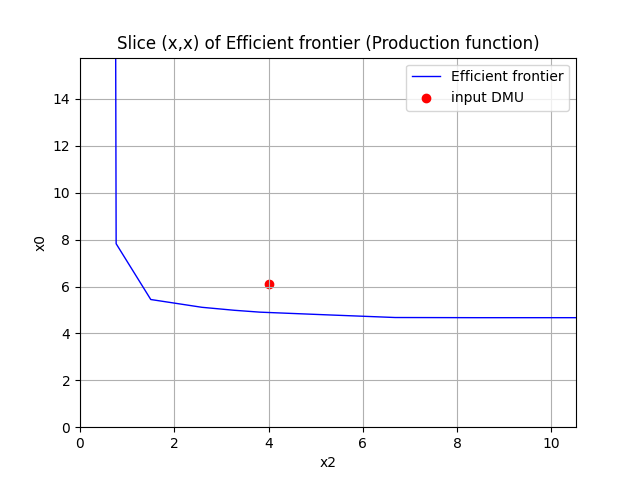 Slice (x,x) of Efficient frontier (Production function)
Efficient frontier
input DMU
14
12
10
8
6
4
2
0
x0
0 2 4 6 8 10
x2